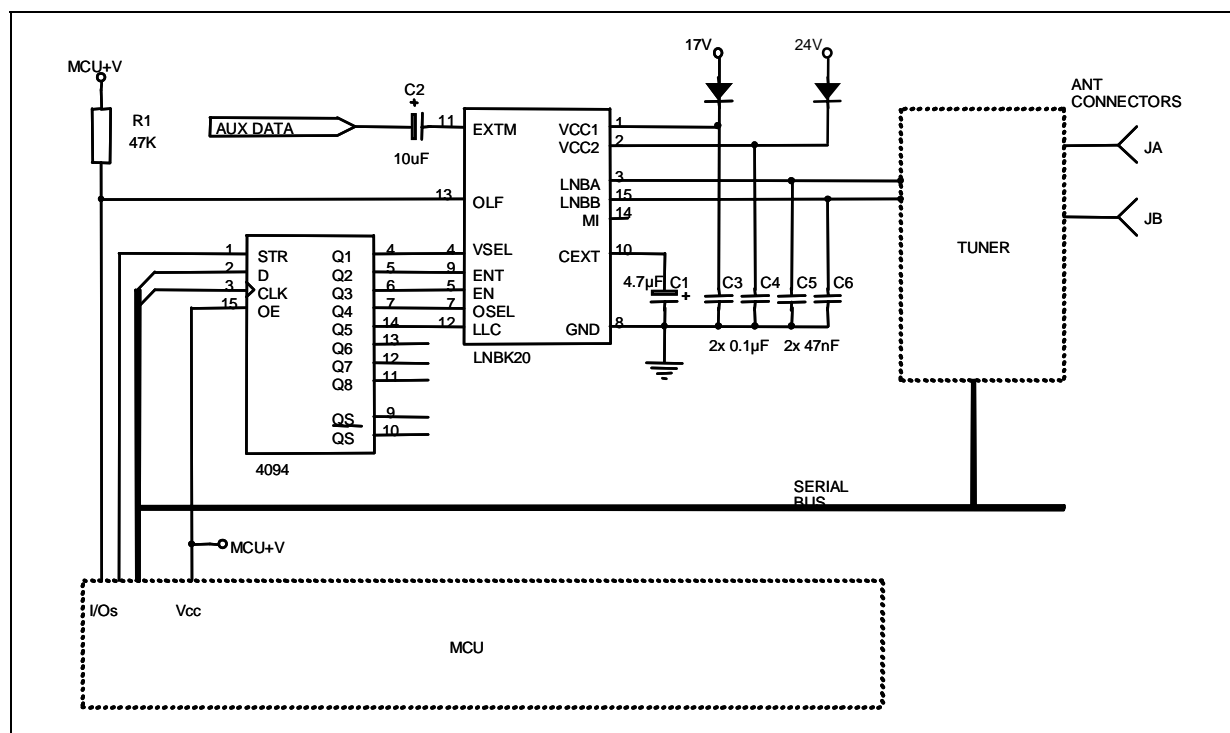 17V
24V
MCU+V
C2
+
ANT
CONNECTORS
R1
47K
AUX DATA
11
EXTM
VCC1
1
VCC2
2
JA
10uF
LNBA
3
13
OLF
LNBB
15
MI
14
JB
TUNER
1
STR
Q1
4
4
VSEL
CEXT
10
2
D
Q2
5
9
ENT
3
CLK
Q3
6
5
EN
4.7µF
C1
+
C3
C4
C5
C6
15
OE
Q4
7
7
OSEL
Q5
14
12
LLC
GND
8
Q6
13
Q7
12
LNBK20
2x 0.1µF
2x 47nF
Q8
11
QS
9
QS
10
4094
SERIAL
BUS
MCU+V
I/Os
Vcc
MCU